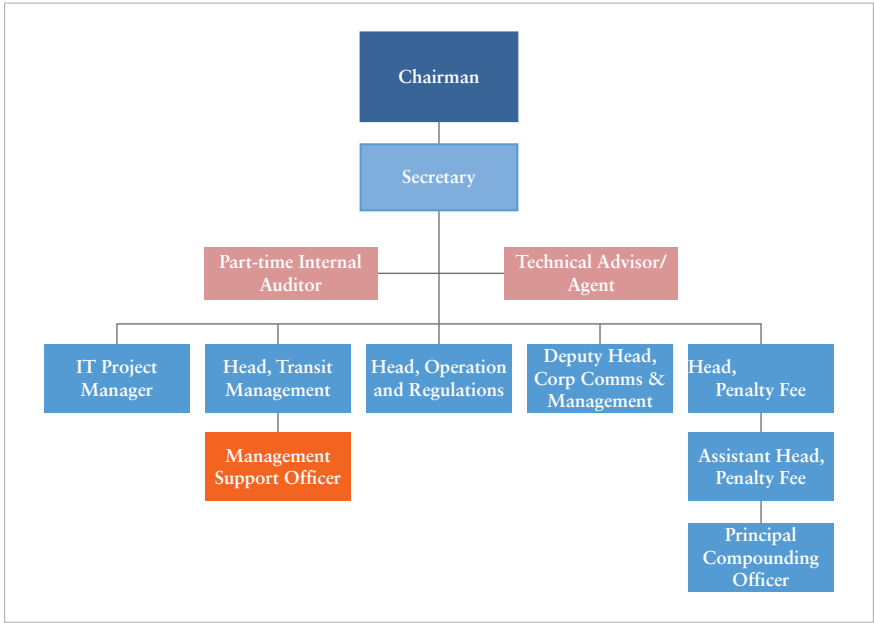 Chairman
Secretary
Part-time Internal
Auditor
Technical Advisor/
Agent
IT Project
Manager
Head, Transit
Management
Head, Operation
and Regulations
Deputy Head,
Corp Comms &
Management
Head,
Penalty Fee
Management
Support Officer
Assistant Head,
Penalty Fee
Principal
Compounding
Officer